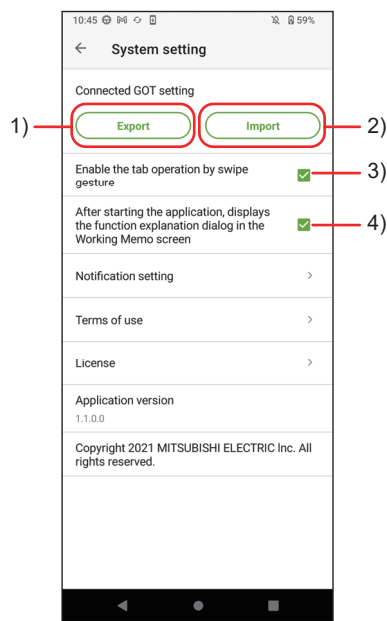 10:45 59%
System setting
Connected GOT setting
1) Export Import 2)
Enable the tab operation by swipe
gesture
3)
After starting the application, displays
the function explanation dialog in the
Working Memo screen
4)
Notification setting
Terms of use
License
Application version
1.1.0.0
Copyright 2021 MITSUBISHI ELECTRIC Inc. All
rights reserved.